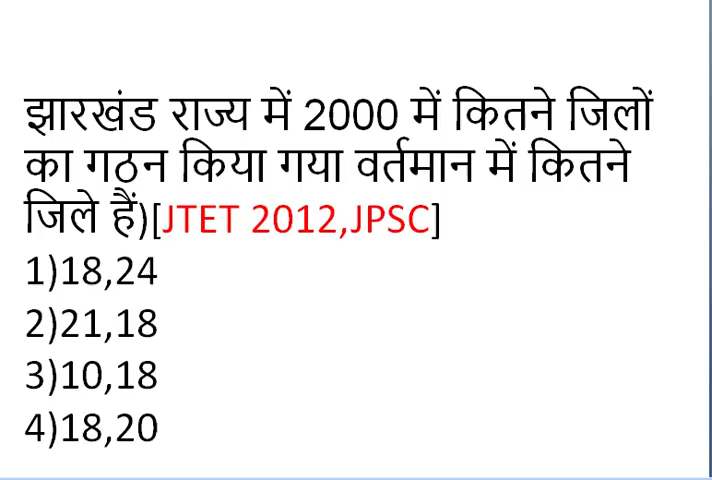 झारखंड राज्य में 2000 में कितने जिलों
का गठन किया गया वर्तमान में कितने
जिले हैं)[JTET 2012,JPSC]
1)18,24
2)21,18
3)10,18
4)18,20